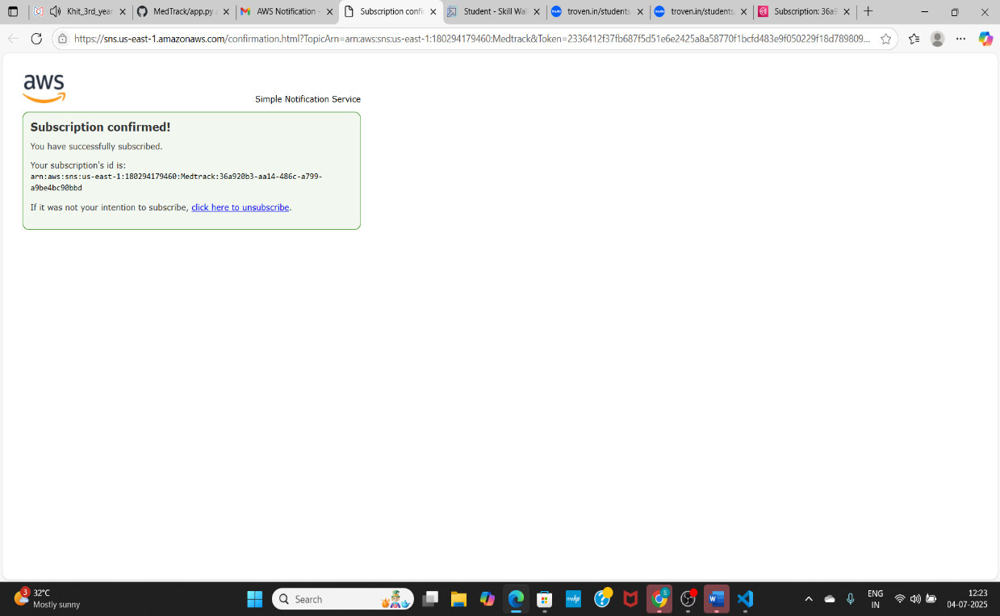 Khit_3rd_year
MedTrack/app.py
AWS Notification -
Subscription confi
Student - Skill Wal
troven.in/students
troven.in/students
Subscription: 36a9
https://sns.us-east-1.amazonaws.com/confirmation.html?TopicArn=arn:aws:sns:us-east-1:180294179460:Medtrack&Token=2336412f37fb687f5d51e6e2425a8a58770f1bcfd483e9f050229f18d789809...
aws
Simple Notification Service
Subscription confirmed!
You have successfully subscribed.
Your subscription's id is:
arn:aws:sns:us-east-1:180294179460:Medtrack:36a920b3-aa14-486c-a799-
a9be4bc90bbd
If it was not your intention to subscribe, click here to unsubscribe.
3
32°C
Mostly sunny
Search
myhp
S
W
ENG
IN
12:23
04-07-2025